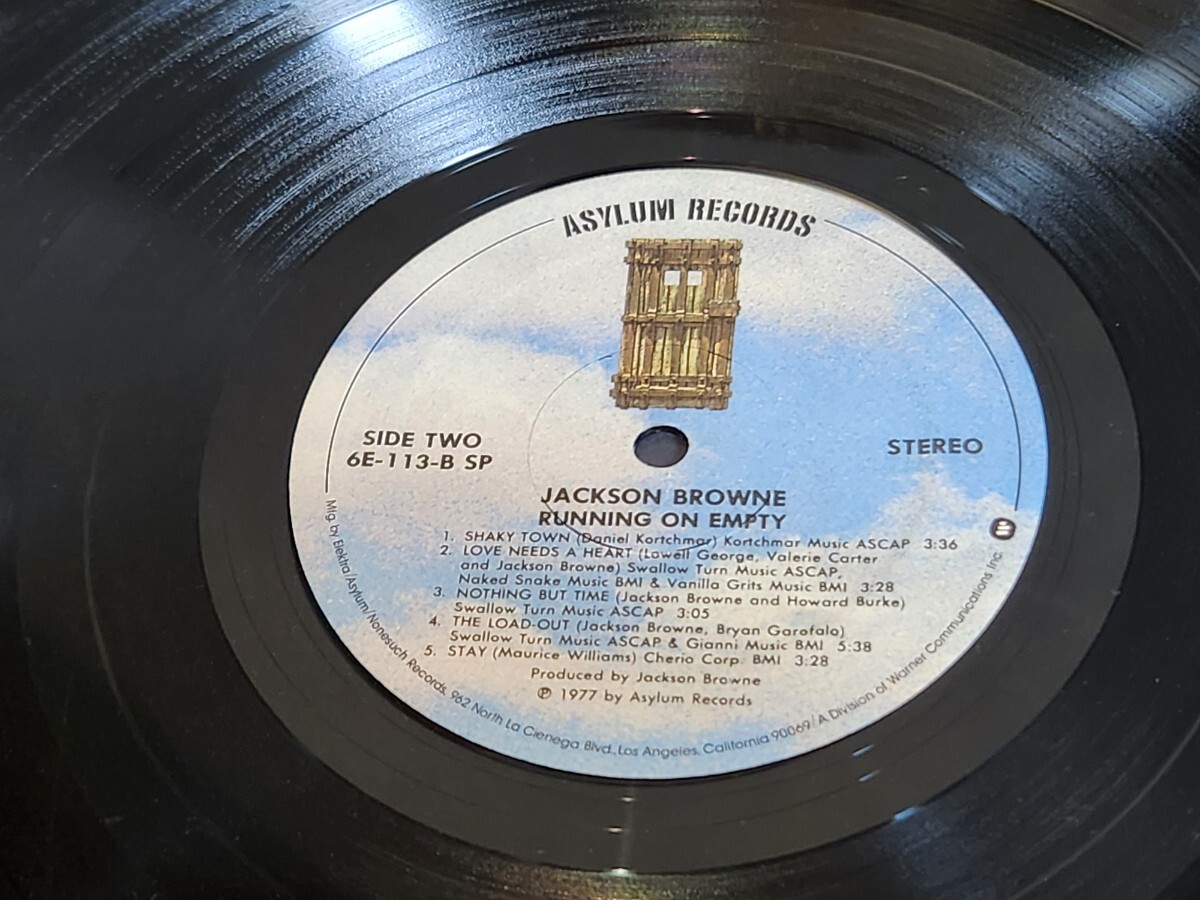 ASYLUM RECORDS
SIDE TWO
6E-113-B SP
STEREO
JACKSON BROWNE
RUNNING ON EMPTY
1. SHAKY TOWN (Daniel Kortchmar) Kortchmar Music ASCAP 3:36
2. LOVE NEEDS A HEART (Lowell George, Valerie Carter
and Jackson Browne) Swallow Turn Music ASCAP,
Naked Snake Music BMI & Vanilla Grits Music BMI 3:28
3. NOTHING BUT TIME (Jackson Browne and Howard Burke)
Swallow Turn Music ASCAP 3:05
4. THE LOAD-OUT (Jackson Browne, Bryan Garofalo)
Swallow Turn Music ASCAP & Gianni Music BMI 5:38
5. STAY (Maurice Williams) Cherio Corp. BMI 3:28
Produced by Jackson Browne
℗ 1977 by Asylum Records
Mfg. by Elektra/Asylum/Nonesuch Records, 962 North La Cienega Blvd., Los Angeles, California 90069/A Division of Warner Communications Inc.